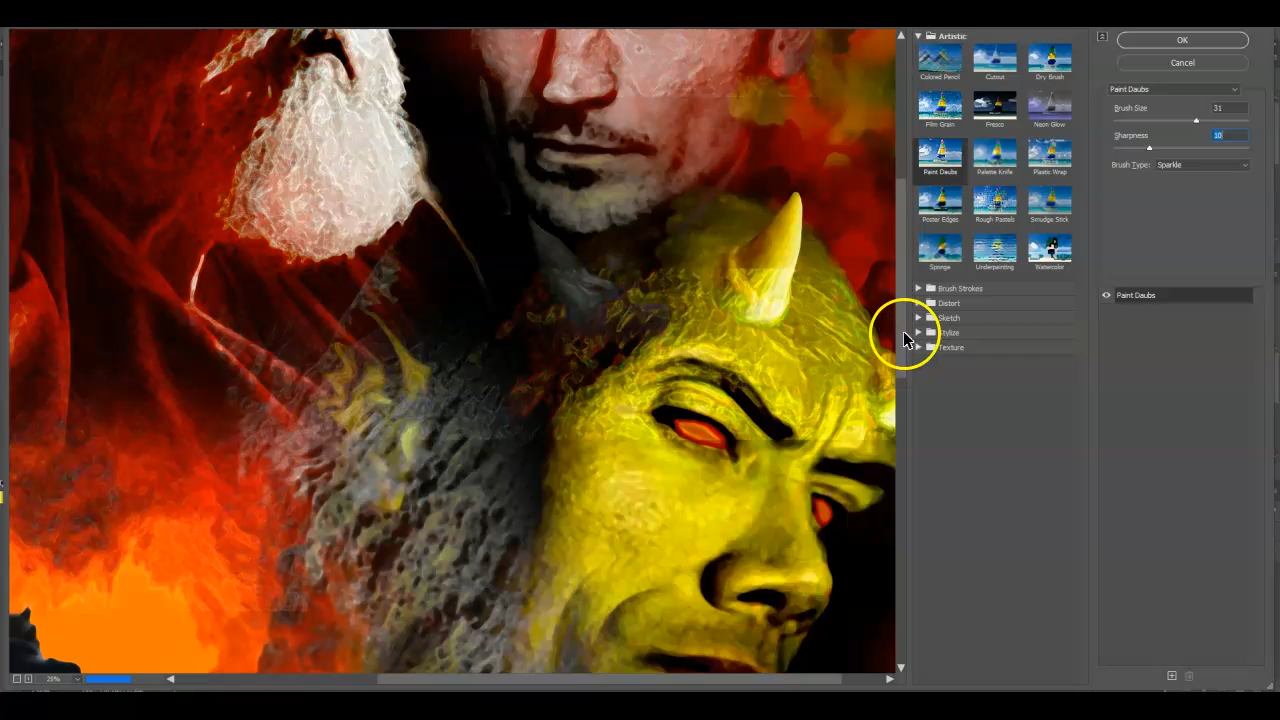 Artistic
Colored Pencil
Cutout
Dry Brush
Film Grain
Fresco
Neon Glow
Paint Daubs
Palette Knife
Plastic Wrap
Poster Edges
Rough Pastels
Smudge Stick
Sponge
Underpainting
Watercolor
Brush Strokes
Distort
Sketch
Stylize
Texture
OK
Cancel
Paint Daubs
Brush Size 31
Sharpness 10
Brush Type: Sparkle
Paint Daubs
28%